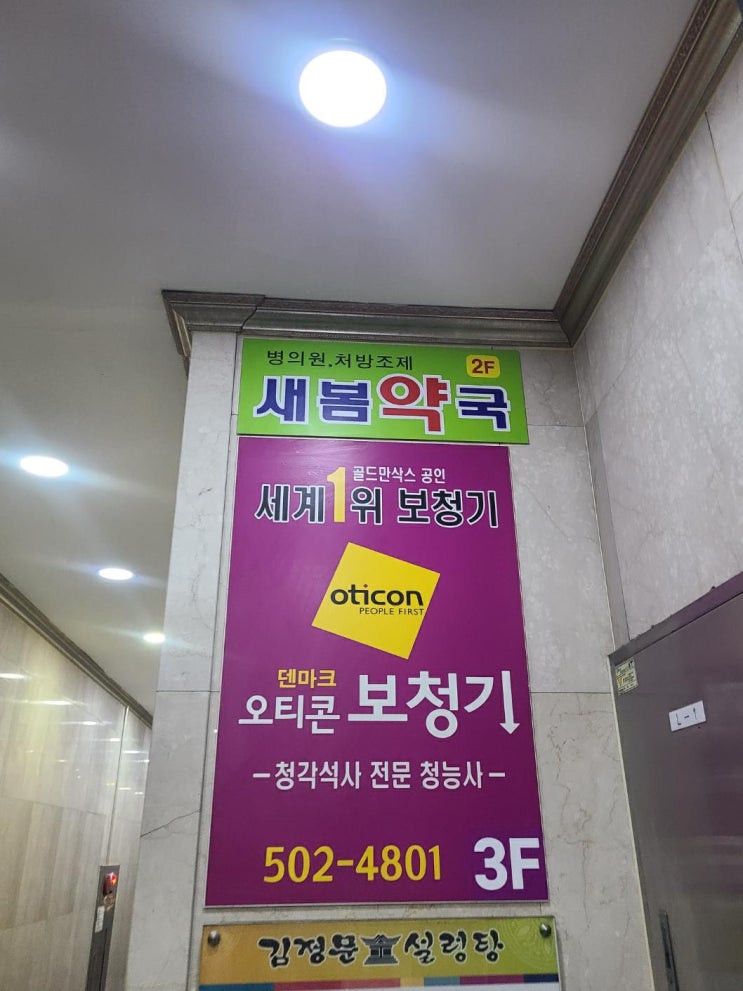 병의원.처방조제
2F
새봄약국
골드만삭스 공인
세계1위 보청기
oticon
PEOPLE FIRST
덴마크
오티콘 보청기
-청각석사 전문 청능사-
502-4801
3F
김정문 설렁탕
L-1